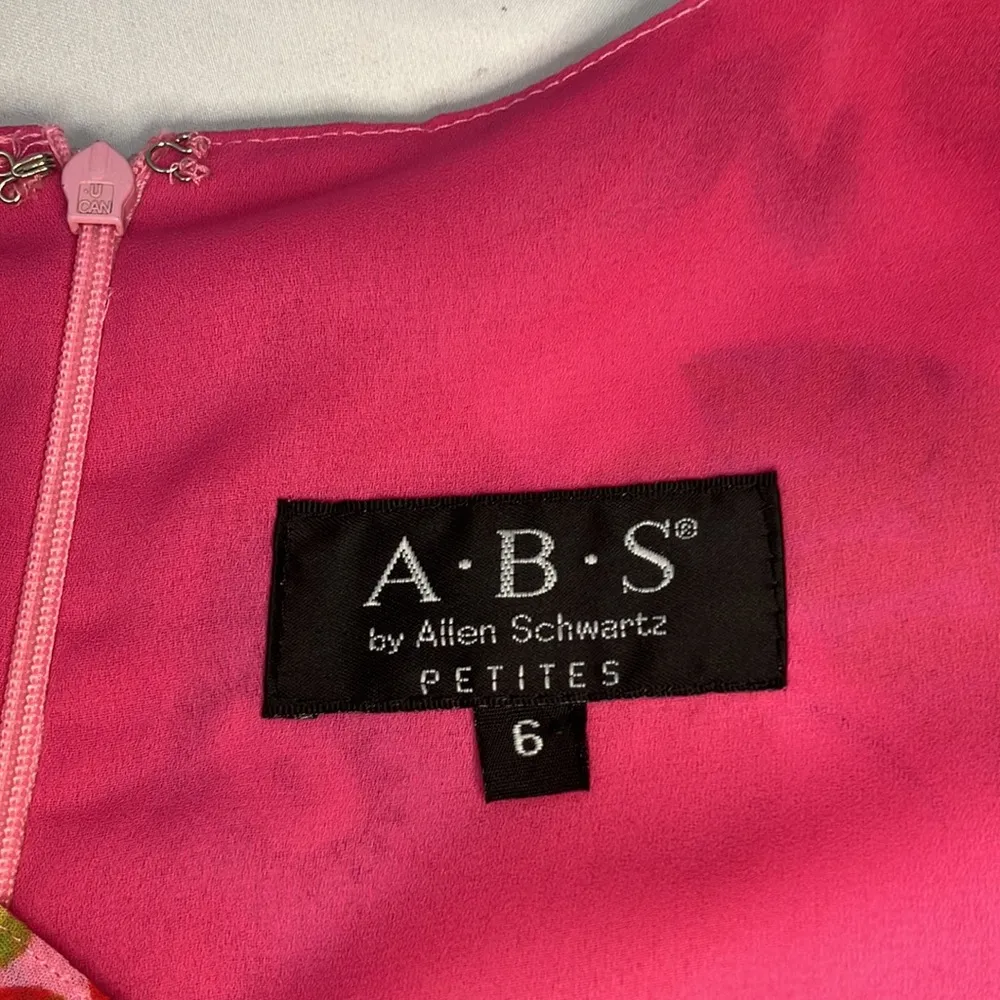 U
CAN
A·B·S®
by Allen Schwartz
PETITES
6